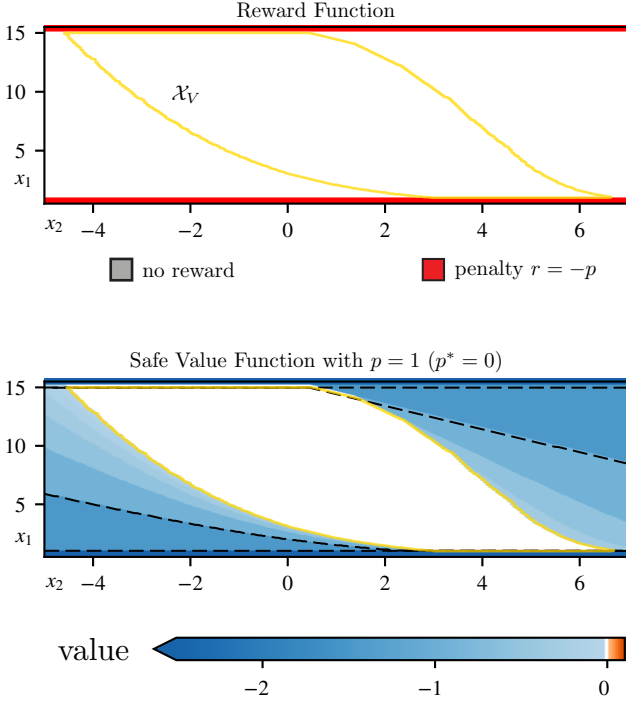 Reward Function
15
10
5
x₁
𝒳_V
x₂ −4 −2 0 2 4 6
no reward penalty r = −p
Safe Value Function with p = 1 (p* = 0)
15
10
5
x₁
x₂ −4 −2 0 2 4 6
value
−2 −1 0